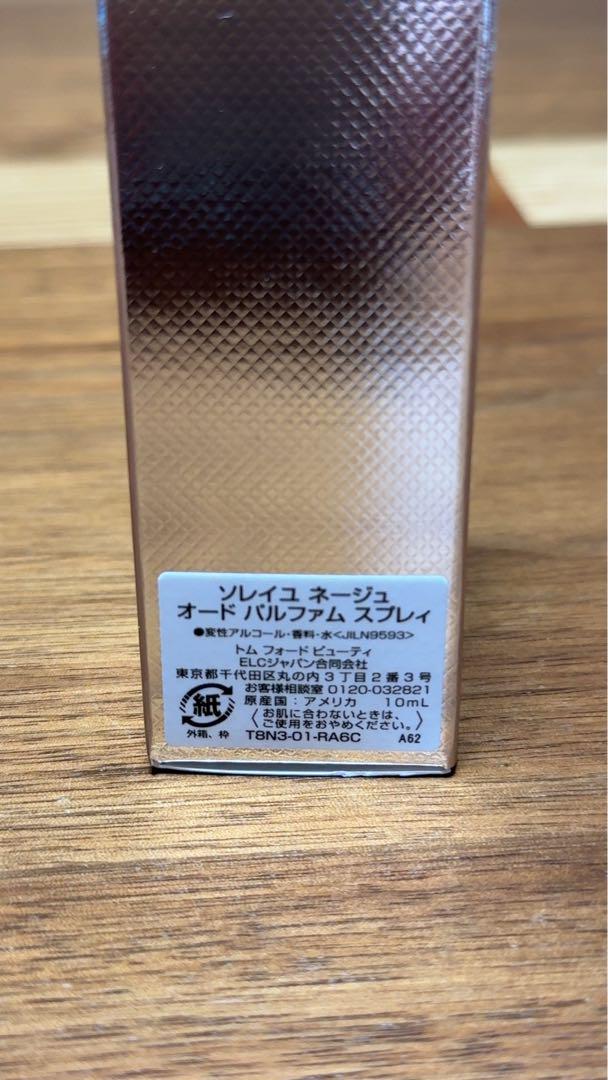 ソレイユ ネージュ
オード パルファム スプレィ
●変性アルコール・香料・水<JILN9593>
トム フォード ビューティ
ELCジャパン合同会社
東京都千代田区丸の内3丁目2番3号
お客様相談室 0120-032821
原産国：アメリカ 10mL
〈お肌に合わないときは、
ご使用をおやめください。〉
紙
外箱、枠
T8N3-01-RA6C A62